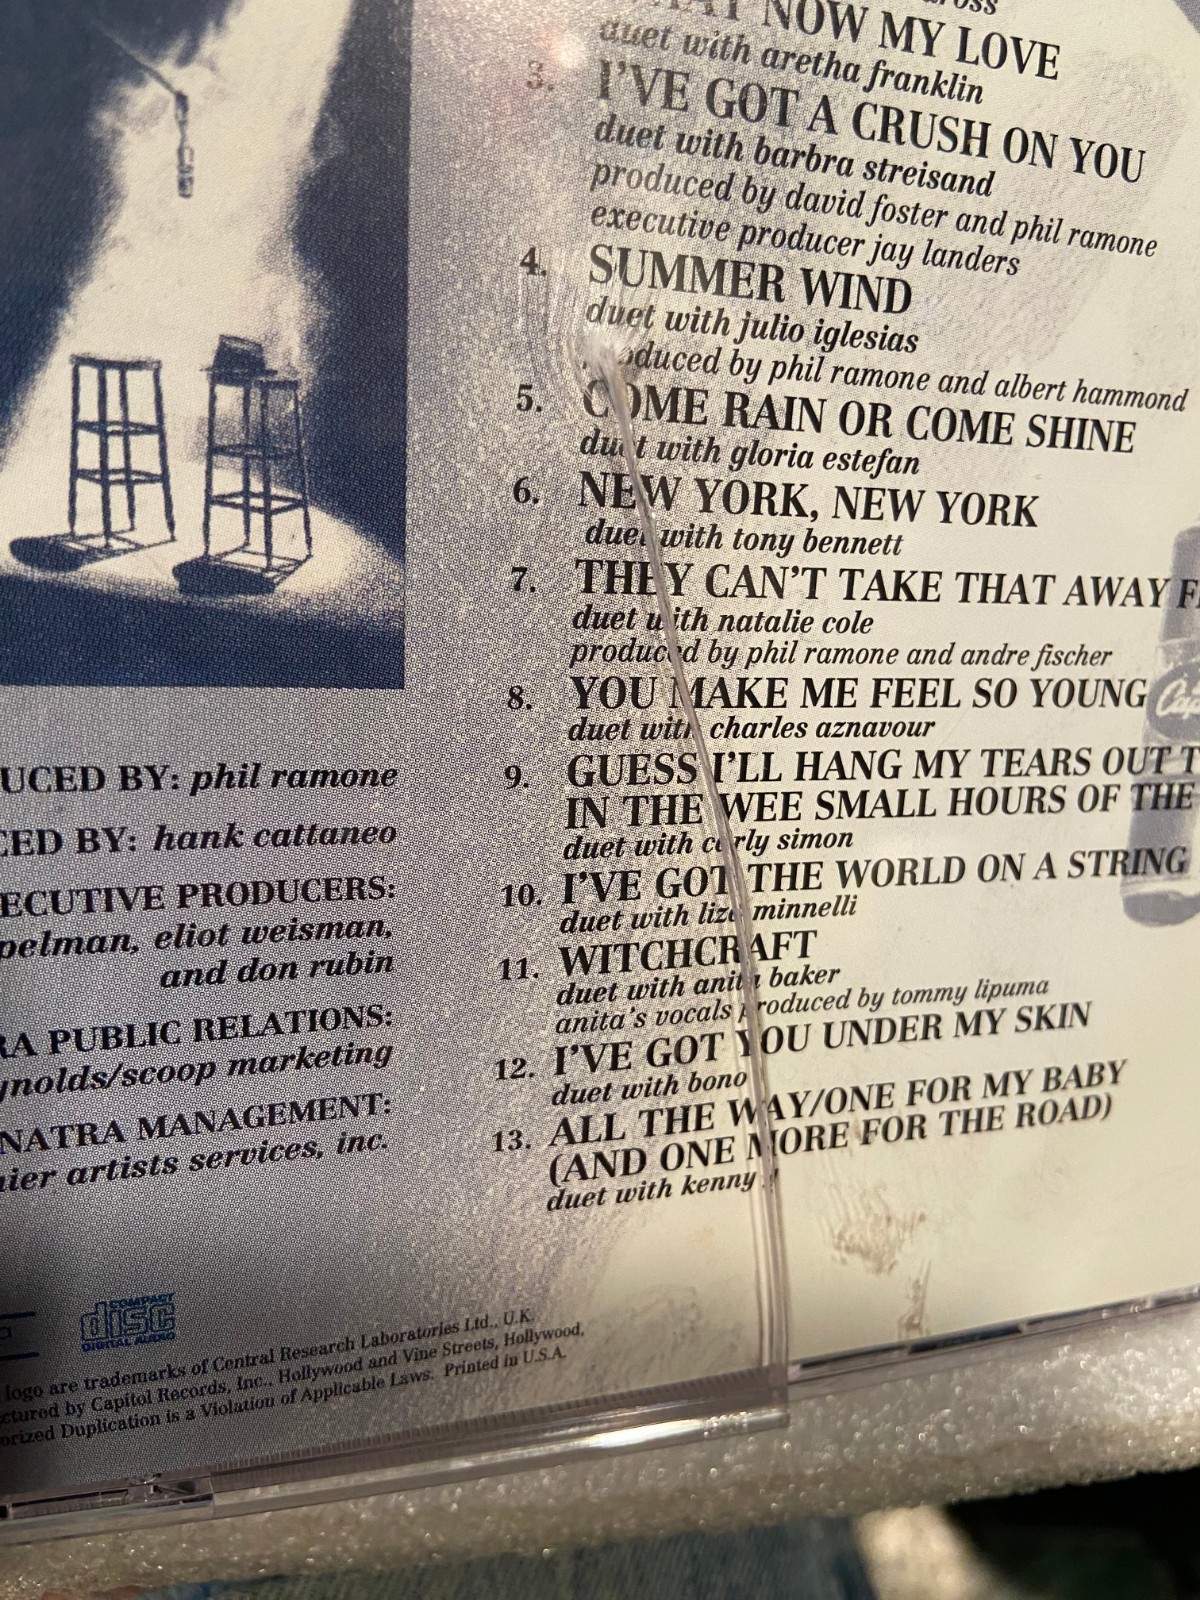 NOW MY LOVE
duet with aretha franklin
3. I'VE GOT A CRUSH ON YOU
duet with barbra streisand
produced by david foster and phil ramone
executive producer jay landers
4. SUMMER WIND
duet with julio iglesias
oduced by phil ramone and albert hammond
5. COME RAIN OR COME SHINE
duet with gloria estefan
6. NEW YORK, NEW YORK
duet with tony bennett
7. THEY CAN'T TAKE THAT AWAY F
duet with natalie cole
produced by phil ramone and andre fischer
8. YOU MAKE ME FEEL SO YOUNG
duet with charles aznavour
9. GUESS I'LL HANG MY TEARS OUT T
IN THE WEE SMALL HOURS OF THE
duet with carly simon
10. I'VE GOT THE WORLD ON A STRING
duet with liza minnelli
11. WITCHCRAFT
duet with anita baker
anita's vocals produced by tommy lipuma
12. I'VE GOT YOU UNDER MY SKIN
duet with bono
13. ALL THE WAY/ONE FOR MY BABY
(AND ONE MORE FOR THE ROAD)
duet with kenny
Cap
UCED BY: phil ramone
CED BY: hank cattaneo
ECUTIVE PRODUCERS:
pelman, eliot weisman,
and don rubin
RA PUBLIC RELATIONS:
ynolds/scoop marketing
NATRA MANAGEMENT:
ier artists services, inc.
COMPACT
disc
DIGITAL AUDIO
logo are trademarks of Central Research Laboratories Ltd., U.K.
ctured by Capitol Records, Inc., Hollywood and Vine Streets, Hollywood,
orized Duplication is a Violation of Applicable Laws. Printed in U.S.A.